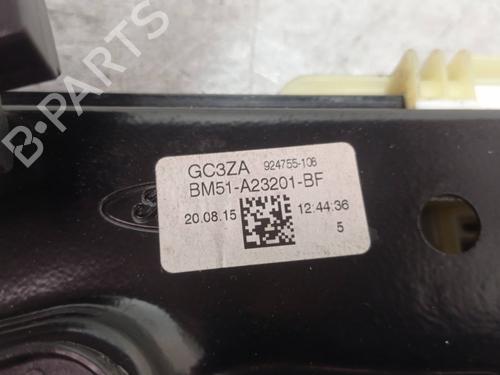 GC3ZA 924755-106
BM51-A23201-BF
20.08.15 12:44:36
5
B-PARTS